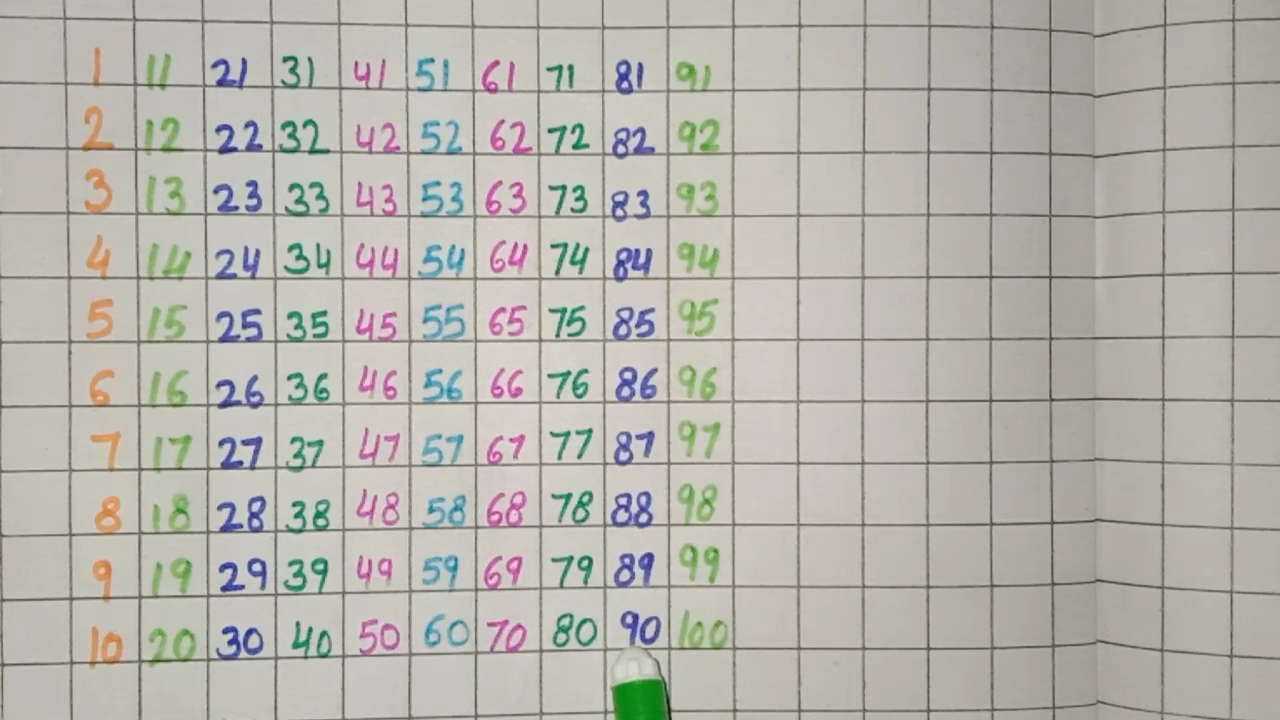 1 11 21 31 41 51 61 71 81 91
2 12 22 32 42 52 62 72 82 92
3 13 23 33 43 53 63 73 83 93
4 14 24 34 44 54 64 74 84 94
5 15 25 35 45 55 65 75 85 95
6 16 26 36 46 56 66 76 86 96
7 17 27 37 47 57 67 77 87 97
8 18 28 38 48 58 68 78 88 98
9 19 29 39 49 59 69 79 89 99
10 20 30 40 50 60 70 80 90 100